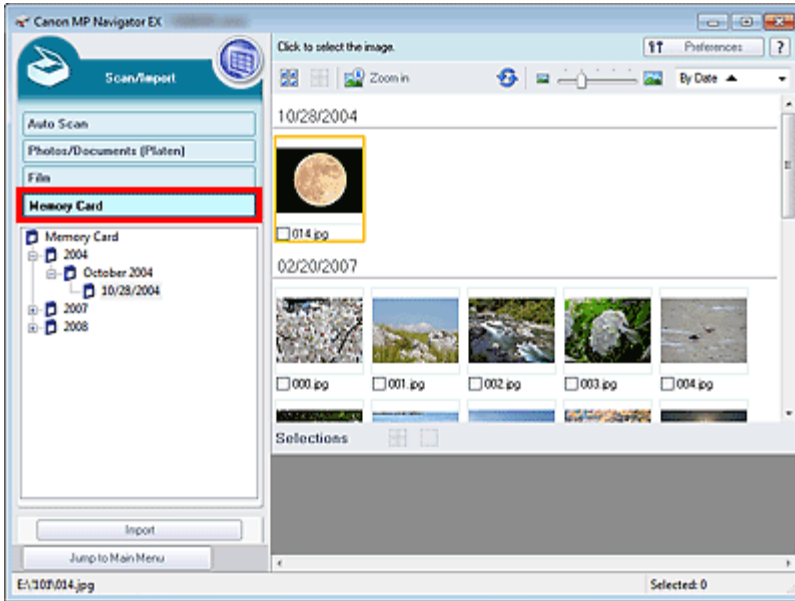 Canon MP Navigator EX
Scan/Import
Click to select the image.
Preferences
?
Zoom in
By Date
Auto Scan
Photos/Documents (Platen)
Film
Memory Card
Memory Card
2004
October 2004
10/28/2004
2007
2008
10/28/2004
014.jpg
02/20/2007
000.jpg
001.jpg
002.jpg
003.jpg
004.jpg
Selections
Import
Jump to Main Menu
E:\101\014.jpg
Selected: 0